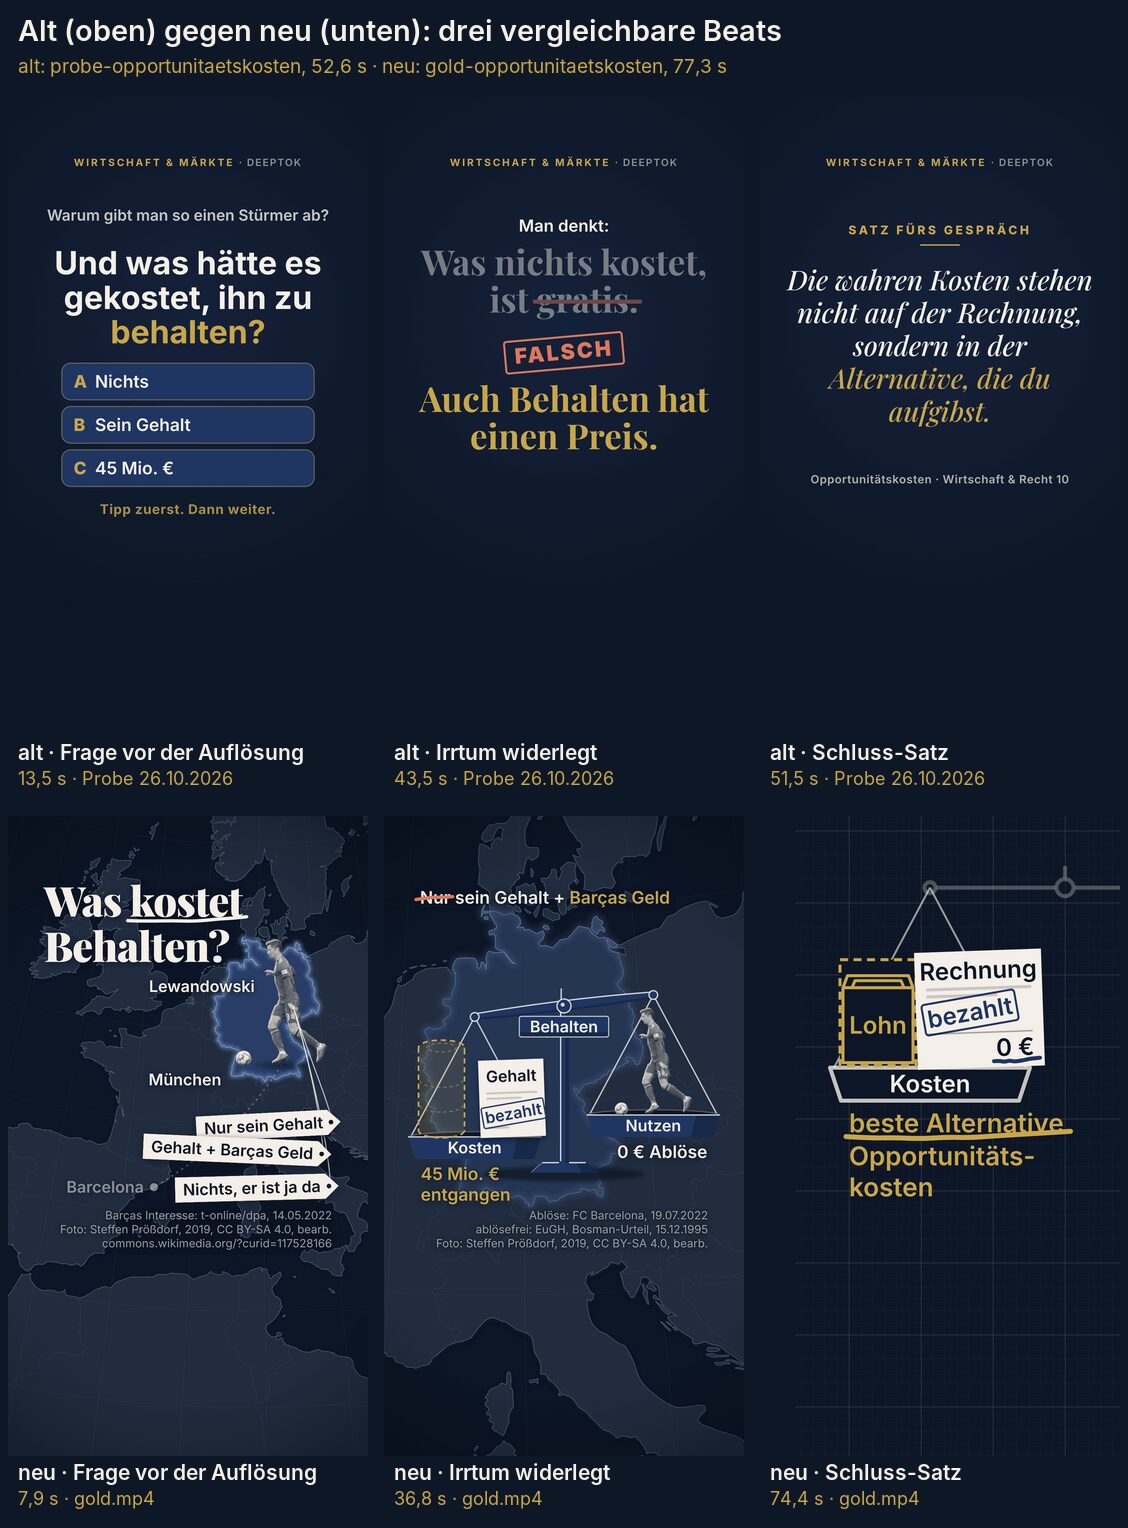 Alt (oben) gegen neu (unten): drei vergleichbare Beats
alt: probe-opportunitaetskosten, 52,6 s · neu: gold-opportunitaetskosten, 77,3 s
WIRTSCHAFT & MÄRKTE · DEEPTOK
Warum gibt man so einen Stürmer ab?
Und was hätte es
gekostet, ihn zu
behalten?
A Nichts
B Sein Gehalt
C 45 Mio. €
Tipp zuerst. Dann weiter.
alt · Frage vor der Auflösung
13,5 s · Probe 26.10.2026
WIRTSCHAFT & MÄRKTE · DEEPTOK
Man denkt:
Was nichts kostet,
ist gratis.
FALSCH
Auch Behalten hat
einen Preis.
alt · Irrtum widerlegt
43,5 s · Probe 26.10.2026
WIRTSCHAFT & MÄRKTE · DEEPTOK
SATZ FÜRS GESPRÄCH
Die wahren Kosten stehen
nicht auf der Rechnung,
sondern in der
Alternative, die du
aufgibst.
Opportunitätskosten · Wirtschaft & Recht 10
alt · Schluss-Satz
51,5 s · Probe 26.10.2026
Was kostet
Behalten?
Lewandowski
München
Nur sein Gehalt
Gehalt + Barças Geld
Barcelona
Nichts, er ist ja da
Barças Interesse: t-online/dpa, 14.05.2022
Foto: Steffen Prößdorf, 2019, CC BY-SA 4.0, bearb.
commons.wikimedia.org/?curid=117528166
neu · Frage vor der Auflösung
7,9 s · gold.mp4
Nur sein Gehalt + Barças Geld
Behalten
Gehalt
bezahlt
Kosten
Nutzen
45 Mio. €
entgangen
0 € Ablöse
Ablöse: FC Barcelona, 19.07.2022
ablösefrei: EuGH, Bosman-Urteil, 15.12.1995
Foto: Steffen Prößdorf, 2019, CC BY-SA 4.0, bearb.
neu · Irrtum widerlegt
36,8 s · gold.mp4
Rechnung
bezahlt
Lohn
0 €
Kosten
beste Alternative
Opportunitäts-
kosten
neu · Schluss-Satz
74,4 s · gold.mp4